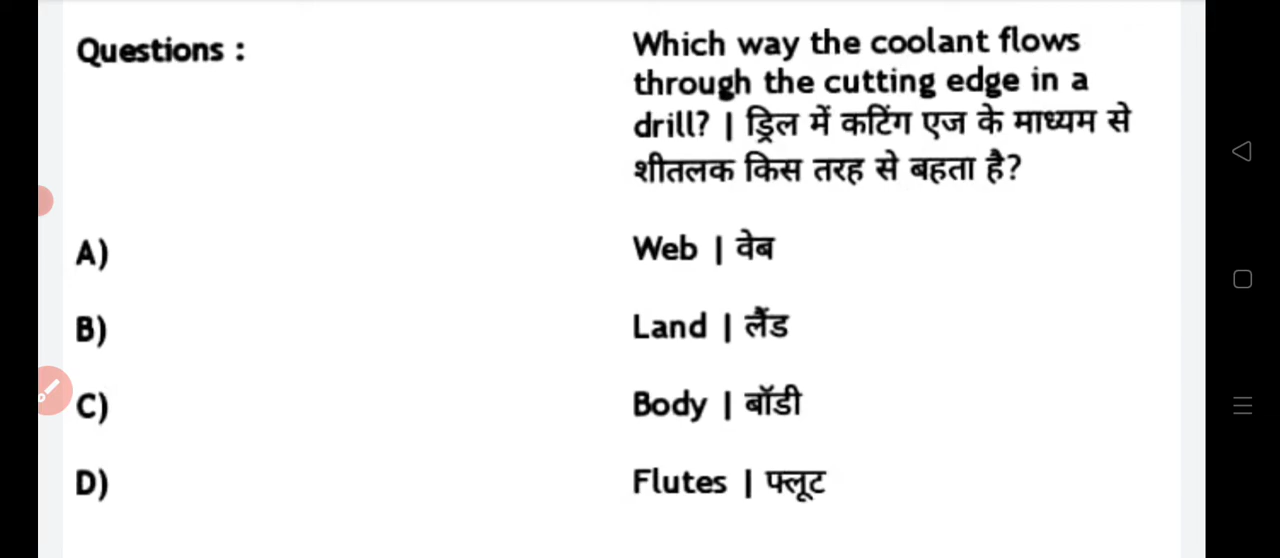 Questions :
Which way the coolant flows
through the cutting edge in a
drill? | ड्रिल में कटिंग एज के माध्यम से
शीतलक किस तरह से बहता है?
A) Web | वेब
B) Land | लैंड
C) Body | बॉडी
D) Flutes | फ्लूट